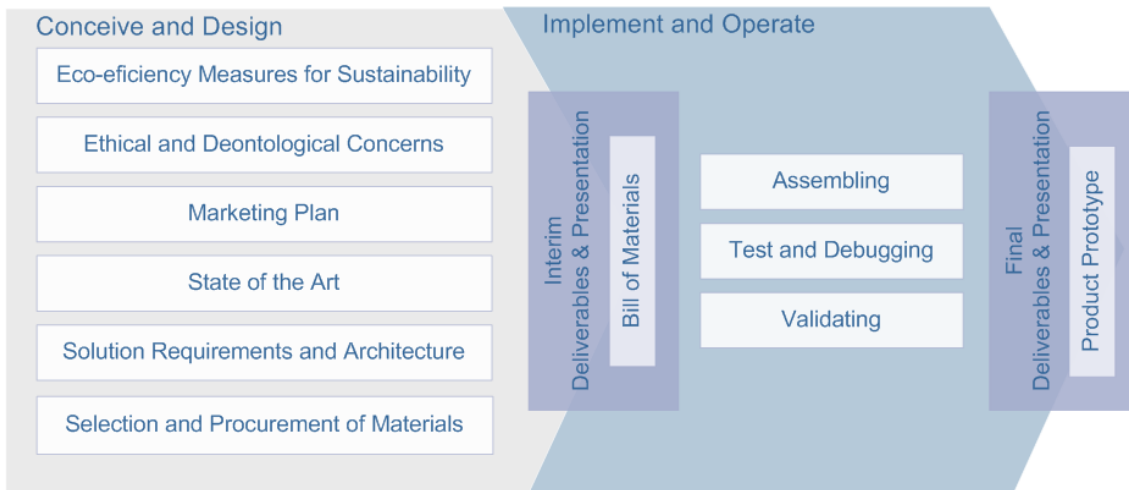 Conceive and Design
Eco-eficiency Measures for Sustainability
Ethical and Deontological Concerns
Marketing Plan
State of the Art
Solution Requirements and Architecture
Selection and Procurement of Materials
Implement and Operate
Interim
Deliverables & Presentation
Bill of Materials
Assembling
Test and Debugging
Validating
Final
Deliverables & Presentation
Product Prototype